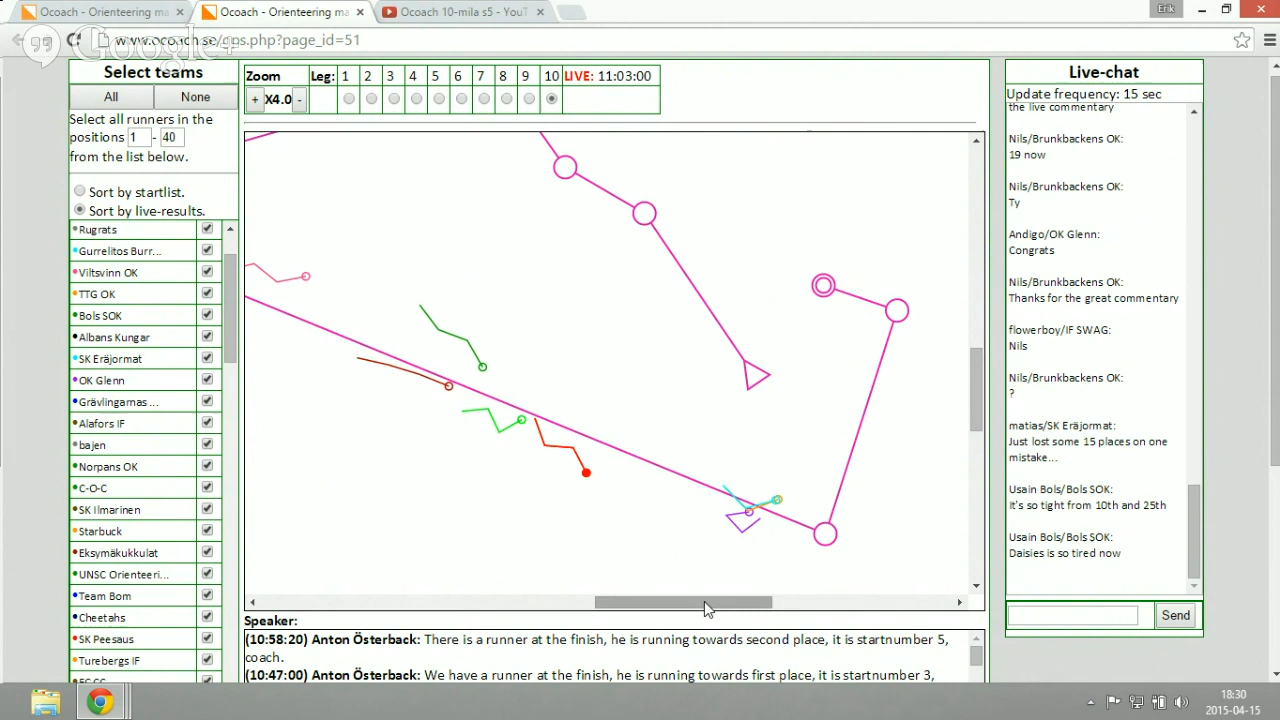 Ocoach - Orienteering ma
Ocoach - Orienteering ma
Ocoach 10-mila s5 - YouT
Erik
www.ocoach.se/gps.php?page_id=51
Google+
Select teams
All
None
Select all runners in the
positions 1 - 40
from the list below.
Sort by startlist.
Sort by live-results.
Rugrats
Gurrelitos Burr...
Viltsvinn OK
TTG OK
Bols SOK
Albans Kungar
SK Eräjormat
OK Glenn
Grävlingarnas ...
Alafors IF
bajen
Norpans OK
C-O-C
SK Ilmarinen
Starbuck
Eksymäkukkulat
UNSC Orienteeri...
Team Bom
Cheetahs
SK Peesaus
Turebergs IF
Zoom
Leg:
1
2
3
4
5
6
7
8
9
10
LIVE: 11:03:00
+ X4.0 -
Speaker:
(10:58:20) Anton Österback: There is a runner at the finish, he is running towards second place, it is startnumber 5,
coach.
(10:47:00) Anton Österback: We have a runner at the finish, he is running towards first place, it is startnumber 3,
Live-chat
Update frequency: 15 sec
the live commentary
Nils/Brunkbackens OK:
19 now
Nils/Brunkbackens OK:
Ty
Andigo/OK Glenn:
Congrats
Nils/Brunkbackens OK:
Thanks for the great commentary
flowerboy/IF SWAG:
Nils
Nils/Brunkbackens OK:
?
matias/SK Eräjormat:
Just lost some 15 places on one
mistake...
Usain Bols/Bols SOK:
It's so tight from 10th and 25th
Usain Bols/Bols SOK:
Daisies is so tired now
Send
18:30
2015-04-15